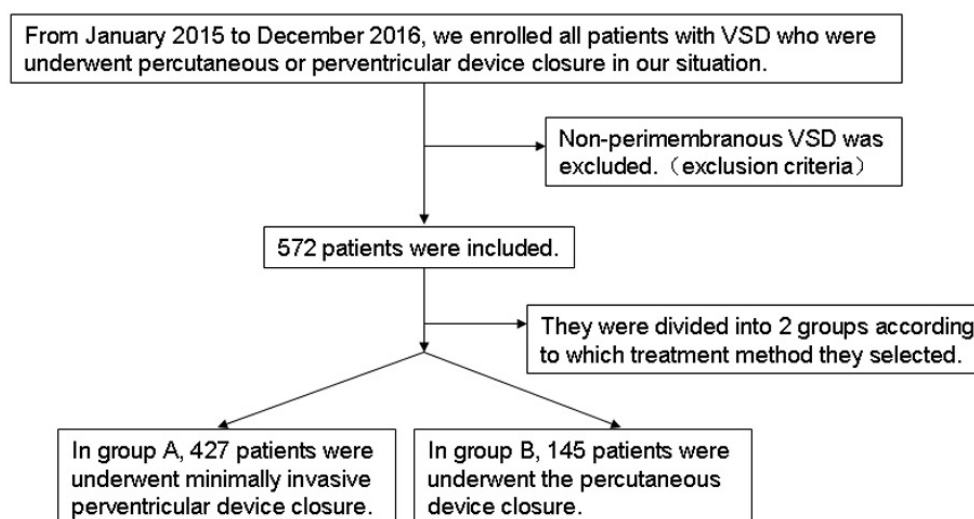 From January 2015 to December 2016, we enrolled all patients with VSD who were
underwent percutaneous or perventricular device closure in our situation.
Non-perimembranous VSD was
excluded.（exclusion criteria）
572 patients were included.
They were divided into 2 groups according
to which treatment method they selected.
In group A, 427 patients were
underwent minimally invasive
perventricular device closure.
In group B, 145 patients were
underwent the percutaneous
device closure.